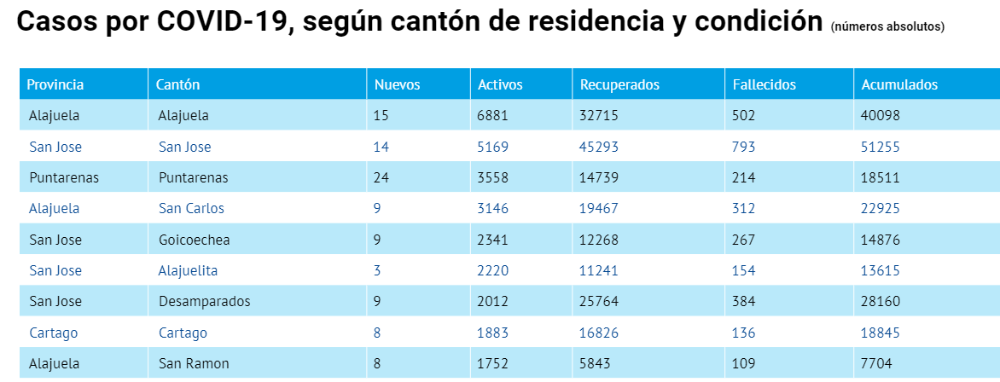 Casos por COVID-19, según cantón de residencia y condición (números absolutos)
Provincia Cantón Nuevos Activos Recuperados Fallecidos Acumulados
Alajuela Alajuela 15 6881 32715 502 40098
San Jose San Jose 14 5169 45293 793 51255
Puntarenas Puntarenas 24 3558 14739 214 18511
Alajuela San Carlos 9 3146 19467 312 22925
San Jose Goicoechea 9 2341 12268 267 14876
San Jose Alajuelita 3 2220 11241 154 13615
San Jose Desamparados 9 2012 25764 384 28160
Cartago Cartago 8 1883 16826 136 18845
Alajuela San Ramon 8 1752 5843 109 7704